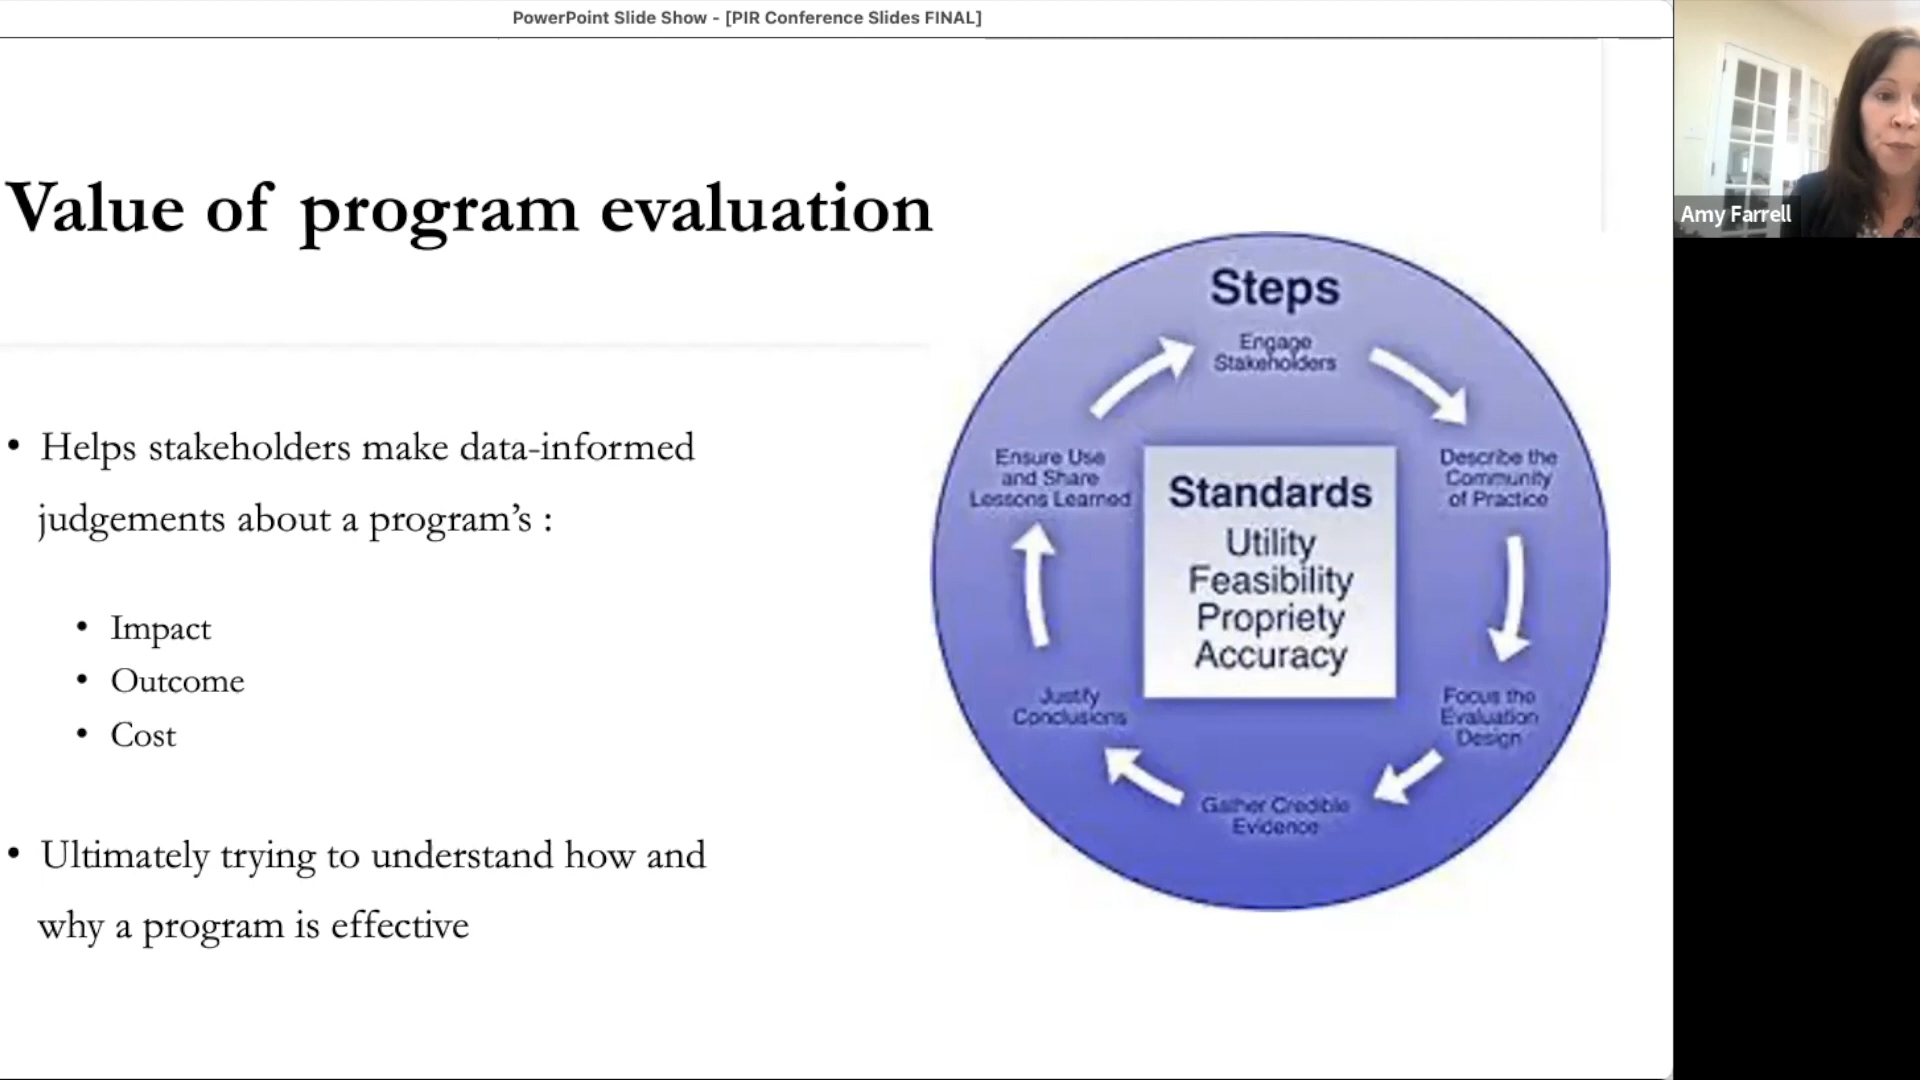 PowerPoint Slide Show - [PIR Conference Slides FINAL]
Amy Farrell
Value of program evaluation
• Helps stakeholders make data-informed
judgements about a program’s :
• Impact
• Outcome
• Cost
• Ultimately trying to understand how and
why a program is effective
Steps
Engage
Stakeholders
Describe the
Community
of Practice
Focus the
Evaluation
Design
Gather Credible
Evidence
Justify
Conclusions
Ensure Use
and Share
Lessons Learned
Standards
Utility
Feasibility
Propriety
Accuracy